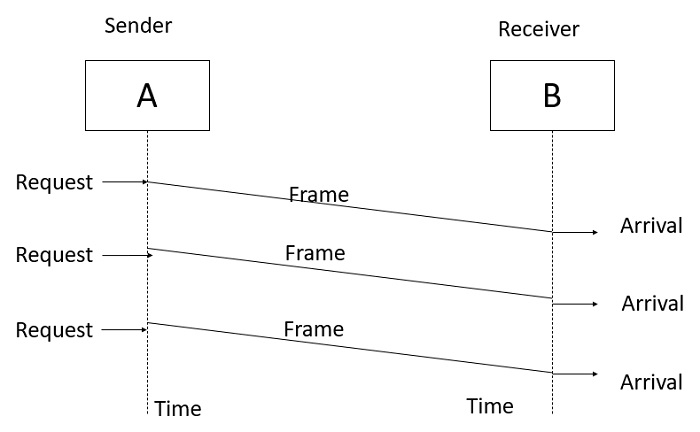 Sender
Receiver
A
B
Request
Frame
Arrival
Request
Frame
Arrival
Request
Frame
Arrival
Time
Time